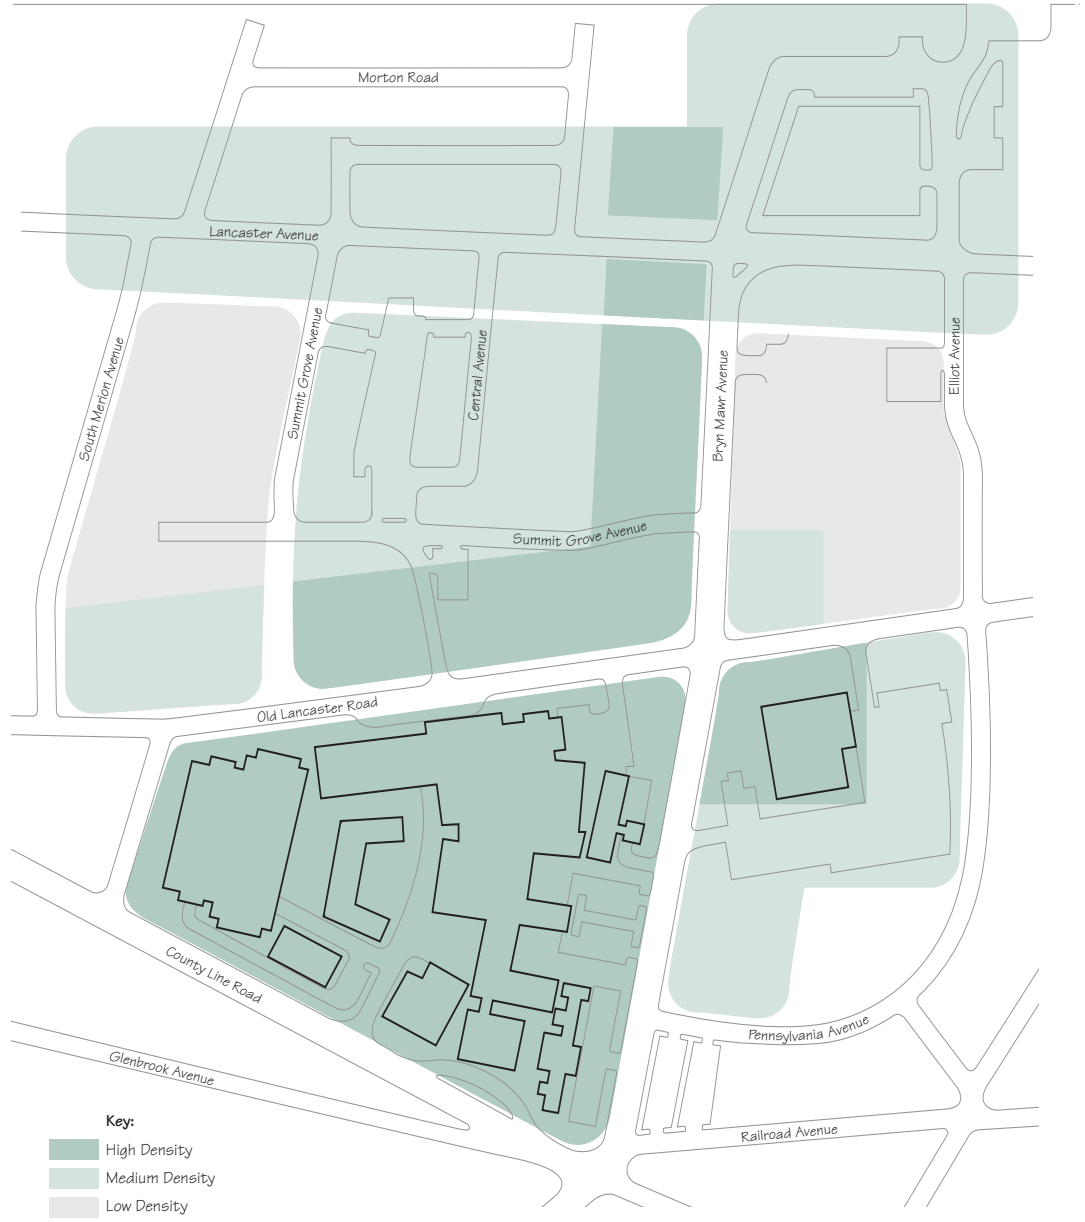 Morton Road
Lancaster Avenue
South Merion Avenue
Summit Grove Avenue
Central Avenue
Bryn Mawr Avenue
Elliot Avenue
Summit Grove Avenue
Old Lancaster Road
County Line Road
Pennsylvania Avenue
Glenbrook Avenue
Railroad Avenue
Key:
High Density
Medium Density
Low Density